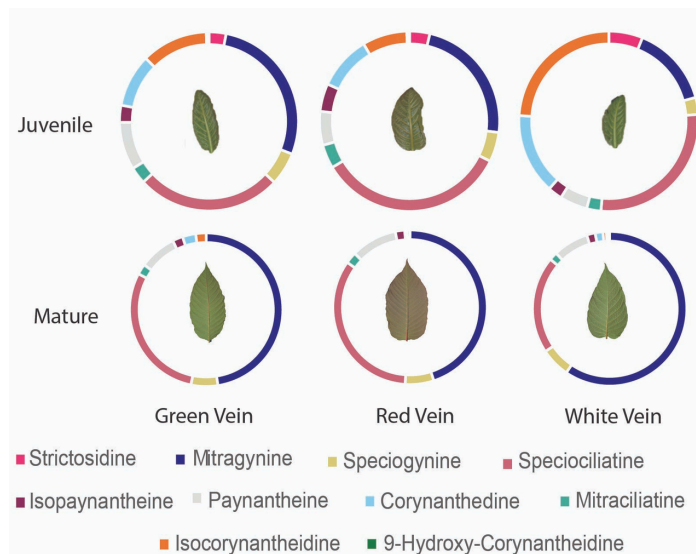 Juvenile
Mature
Green Vein Red Vein White Vein
Strictosidine Mitragynine Speciogynine Speciociliatine
Isopaynantheine Paynantheine Corynanthedine Mitraciliatine
Isocorynantheidine 9-Hydroxy-Corynantheidine